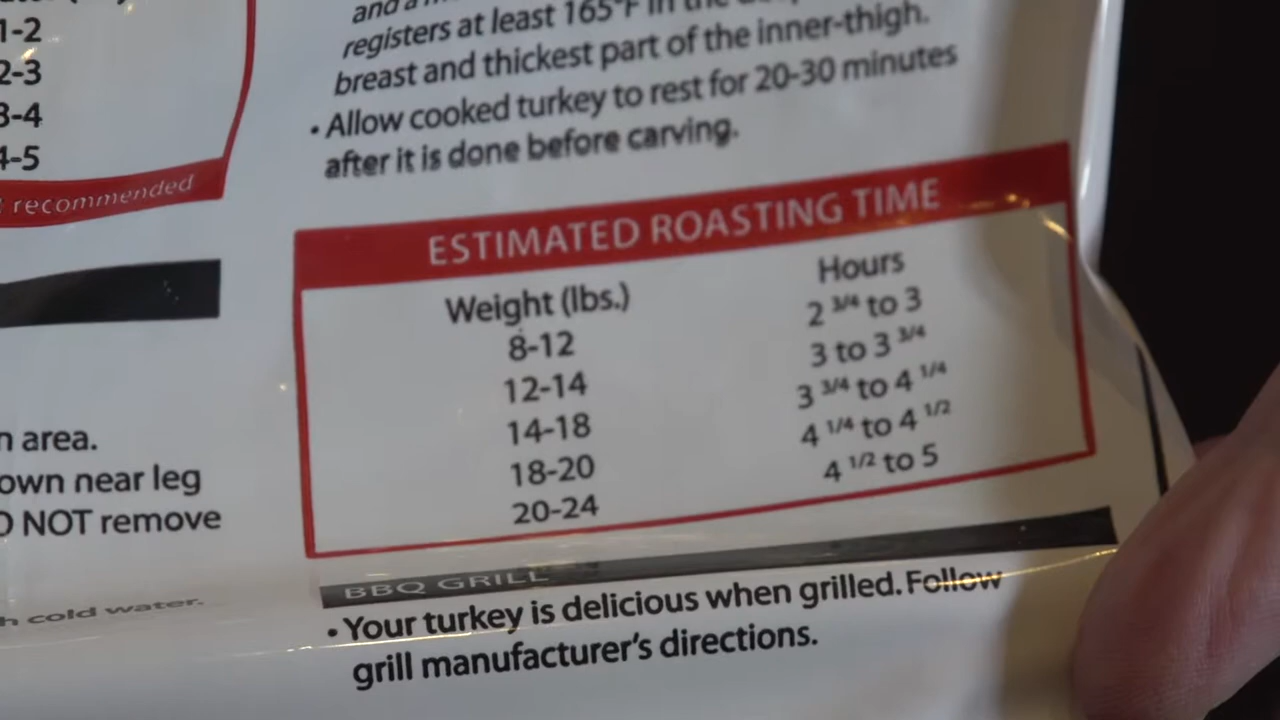 1-2
2-3
3-4
4-5
recommended
and a
registers at least 165°F in the
breast and thickest part of the inner-thigh.
• Allow cooked turkey to rest for 20-30 minutes
after it is done before carving.
ESTIMATED ROASTING TIME
Weight (lbs.) Hours
8-12 2 3/4 to 3
12-14 3 to 3 3/4
14-18 3 3/4 to 4 1/4
18-20 4 1/4 to 4 1/2
20-24 4 1/2 to 5
area.
own near leg
NOT remove
cold water.
BBQ GRILL
• Your turkey is delicious when grilled. Follow
grill manufacturer's directions.